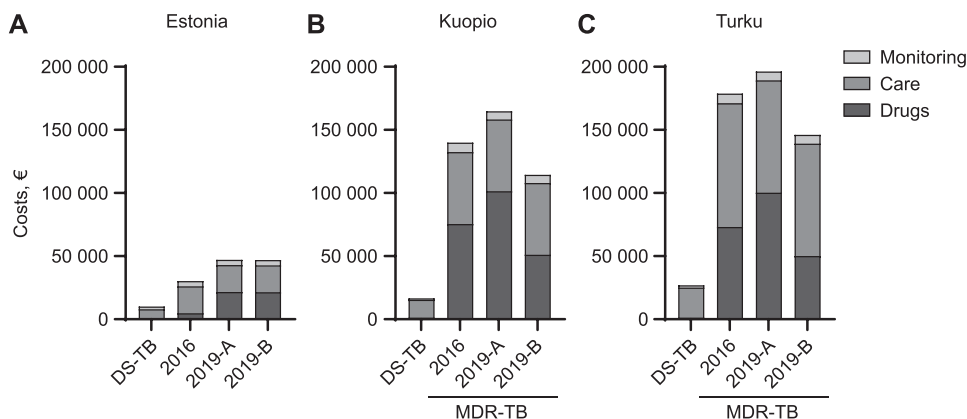 A Estonia
200 000
150 000
100 000
50 000
0
Costs, €
DS-TB
2016
2019-A
2019-B
B Kuopio
200 000
150 000
100 000
50 000
0
DS-TB
2016
2019-A
2019-B
MDR-TB
C Turku
200 000
150 000
100 000
50 000
0
DS-TB
2016
2019-A
2019-B
MDR-TB
Monitoring
Care
Drugs